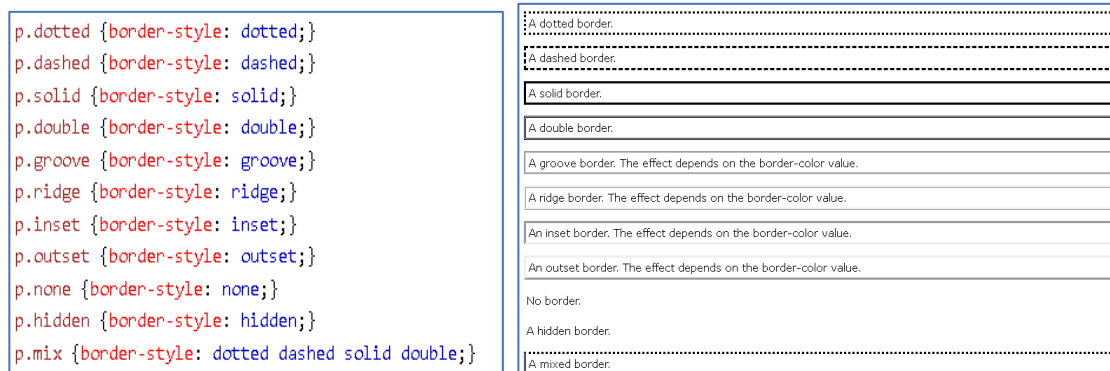 p.dotted {border-style: dotted;}
p.dashed {border-style: dashed;}
p.solid {border-style: solid;}
p.double {border-style: double;}
p.groove {border-style: groove;}
p.ridge {border-style: ridge;}
p.inset {border-style: inset;}
p.outset {border-style: outset;}
p.none {border-style: none;}
p.hidden {border-style: hidden;}
p.mix {border-style: dotted dashed solid double;}
A dotted border.
A dashed border.
A solid border.
A double border.
A groove border. The effect depends on the border-color value.
A ridge border. The effect depends on the border-color value.
An inset border. The effect depends on the border-color value.
An outset border. The effect depends on the border-color value.
No border.
A hidden border.
A mixed border.